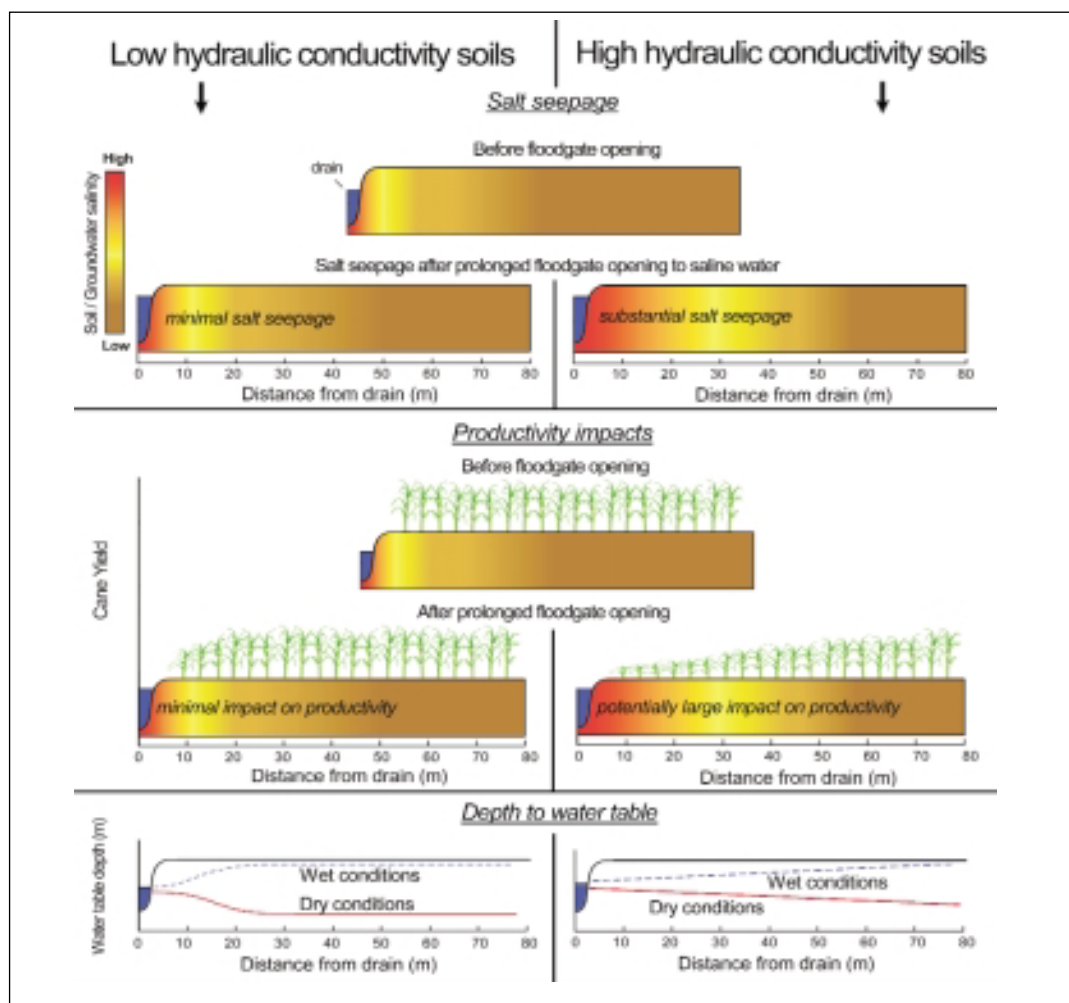 Low hydraulic conductivity soils
High hydraulic conductivity soils
Salt seepage
Before floodgate opening
High
drain
Soil / Groundwater salinity
Low
Salt seepage after prolonged floodgate opening to saline water
minimal salt seepage
substantial salt seepage
0 10 20 30 40 50 60 70 80
Distance from drain (m)
0 10 20 30 40 50 60 70 80
Distance from drain (m)
Productivity impacts
Before floodgate opening
Cane Yield
After prolonged floodgate opening
minimal impact on productivity
potentially large impact on productivity
0 10 20 30 40 50 60 70 80
Distance from drain (m)
0 10 20 30 40 50 60 70 80
Distance from drain (m)
Depth to water table
Water table depth (m)
Wet conditions
Dry conditions
Wet conditions
Dry conditions
0 10 20 30 40 50 60 70 80
Distance from drain (m)
0 10 20 30 40 50 60 70 80
Distance from drain (m)